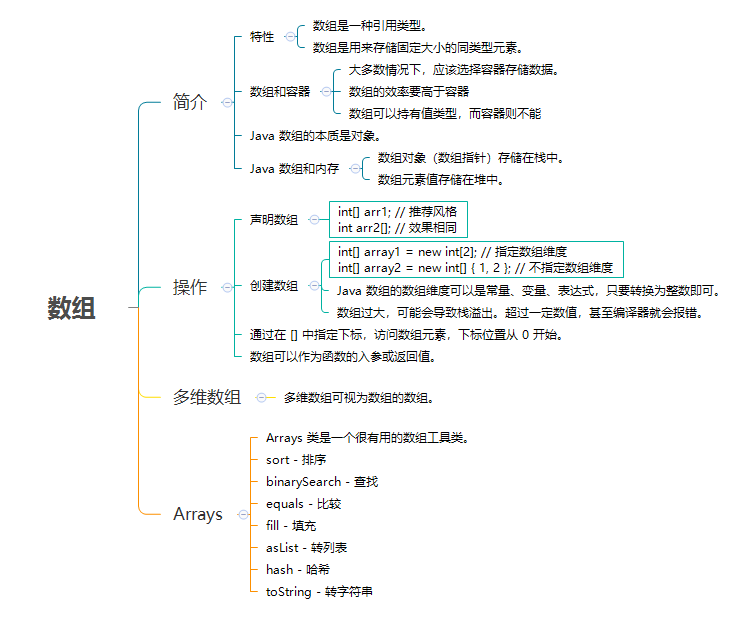 数组
简介
特性
数组是一种引用类型。
数组是用来存储固定大小的同类型元素。
数组和容器
大多数情况下，应该选择容器存储数据。
数组的效率要高于容器
数组可以持有值类型，而容器则不能
Java 数组的本质是对象。
Java 数组和内存
数组对象（数组指针）存储在栈中。
数组元素值存储在堆中。
操作
声明数组
int[] arr1; // 推荐风格
int arr2[]; // 效果相同
创建数组
int[] array1 = new int[2]; // 指定数组维度
int[] array2 = new int[] { 1, 2 }; // 不指定数组维度
Java 数组的数组维度可以是常量、变量、表达式，只要转换为整数即可。
数组过大，可能会导致栈溢出。超过一定数值，甚至编译器就会报错。
通过在 [] 中指定下标，访问数组元素，下标位置从 0 开始。
数组可以作为函数的入参或返回值。
多维数组
多维数组可视为数组的数组。
Arrays
Arrays 类是一个很有用的数组工具类。
sort - 排序
binarySearch - 查找
equals - 比较
fill - 填充
asList - 转列表
hash - 哈希
toString - 转字符串